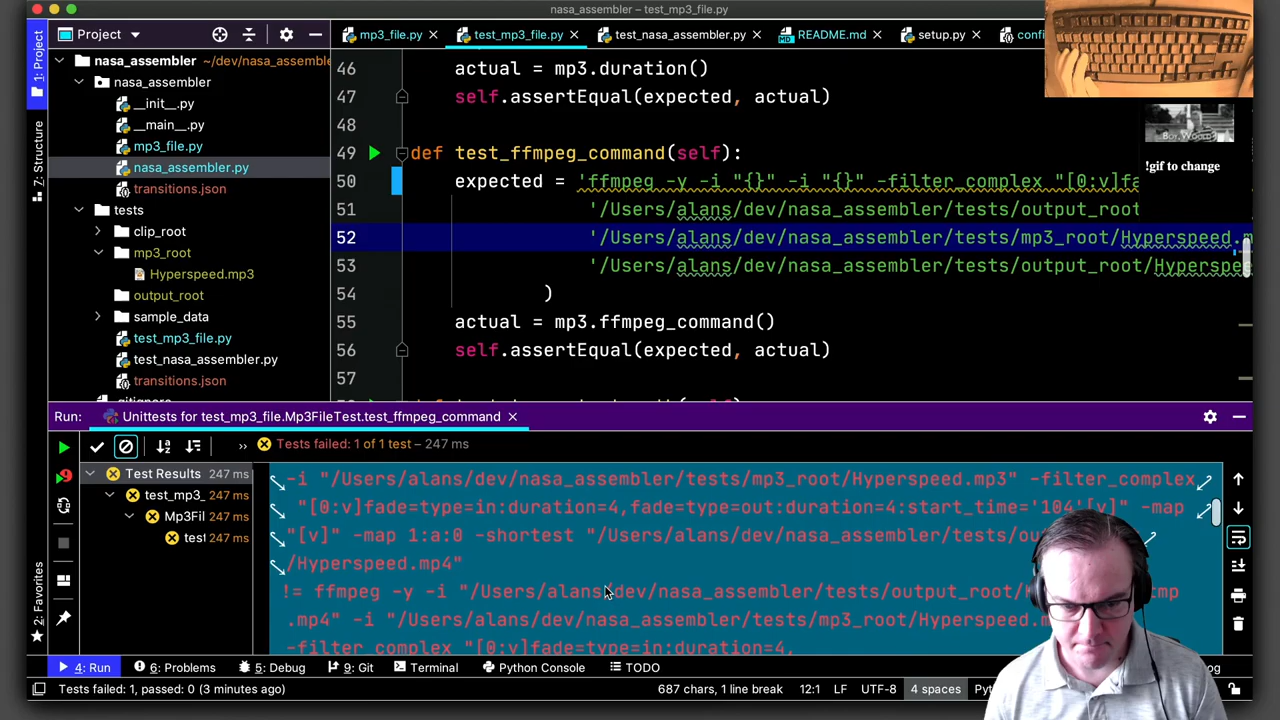 nasa_assembler – test_mp3_file.py
Project
mp3_file.py
test_mp3_file.py
test_nasa_assembler.py
README.md
setup.py
1: Project
7: Structure
2: Favorites
nasa_assembler ~/dev/nasa_assemble
nasa_assembler
__init__.py
__main__.py
mp3_file.py
nasa_assembler.py
transitions.json
tests
clip_root
mp3_root
Hyperspeed.mp3
output_root
sample_data
test_mp3_file.py
test_nasa_assembler.py
transitions.json
46 actual = mp3.duration()
47 self.assertEqual(expected, actual)
48
49 def test_ffmpeg_command(self):
50 expected = 'ffmpeg -y -i "{}" -i "{}" -filter_complex "[0:v]fa
51 '/Users/alans/dev/nasa_assembler/tests/output_root
52 '/Users/alans/dev/nasa_assembler/tests/mp3_root/Hyperspeed.m
53 '/Users/alans/dev/nasa_assembler/tests/output_root/Hyperspe
54 )
55 actual = mp3.ffmpeg_command()
56 self.assertEqual(expected, actual)
57
!gif to change
Run: Unittests for test_mp3_file.Mp3FileTest.test_ffmpeg_command
Tests failed: 1 of 1 test – 247 ms
Test Results 247 ms
test_mp3_ 247 ms
Mp3Fil 247 ms
test 247 ms
-i "/Users/alans/dev/nasa_assembler/tests/mp3_root/Hyperspeed.mp3" -filter_complex
"[0:v]fade=type=in:duration=4,fade=type=out:duration=4:start_time='104'[v]" -map
"[v]" -map 1:a:0 -shortest "/Users/alans/dev/nasa_assembler/tests/ou
/Hyperspeed.mp4"
!= ffmpeg -y -i "/Users/alans/dev/nasa_assembler/tests/output_root/
.mp4" -i "/Users/alans/dev/nasa_assembler/tests/mp3_root/Hyperspeed.m
-filter_complex "[0:v]fade=type=in:duration=4,
4: Run
6: Problems
5: Debug
9: Git
Terminal
Python Console
TODO
Tests failed: 1, passed: 0 (3 minutes ago)
687 chars, 1 line break
12:1
LF
UTF-8
4 spaces